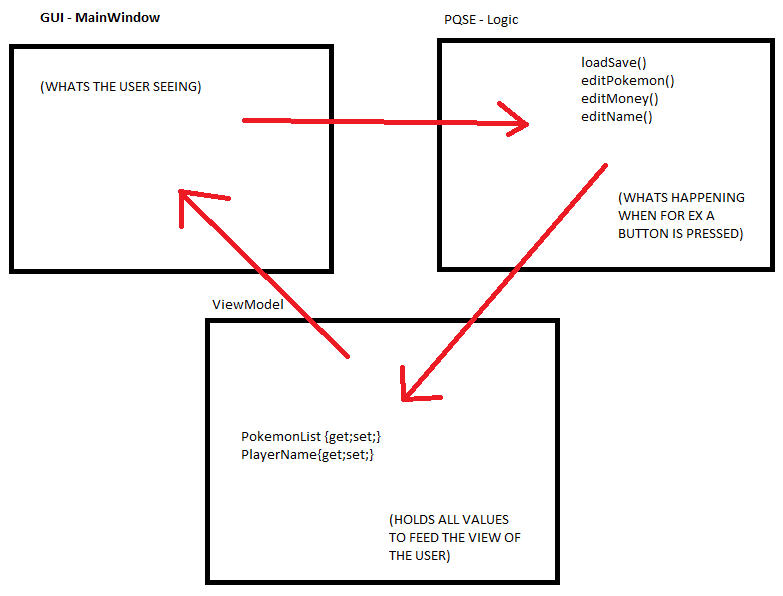 GUI - MainWindow
(WHATS THE USER SEEING)
PQSE - Logic
loadSave()
editPokemon()
editMoney()
editName()
(WHATS HAPPENING
WHEN FOR EX A
BUTTON IS PRESSED)
ViewModel
PokemonList {get;set;}
PlayerName{get;set;}
(HOLDS ALL VALUES
TO FEED THE VIEW OF
THE USER)